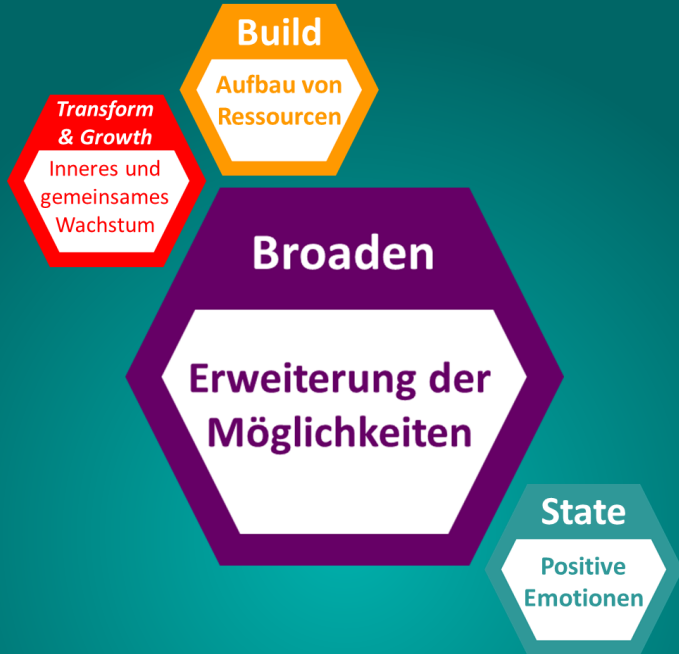 Build
Aufbau von
Ressourcen
Transform
& Growth
Inneres und
gemeinsames
Wachstum
Broaden
Erweiterung der
Möglichkeiten
State
Positive
Emotionen